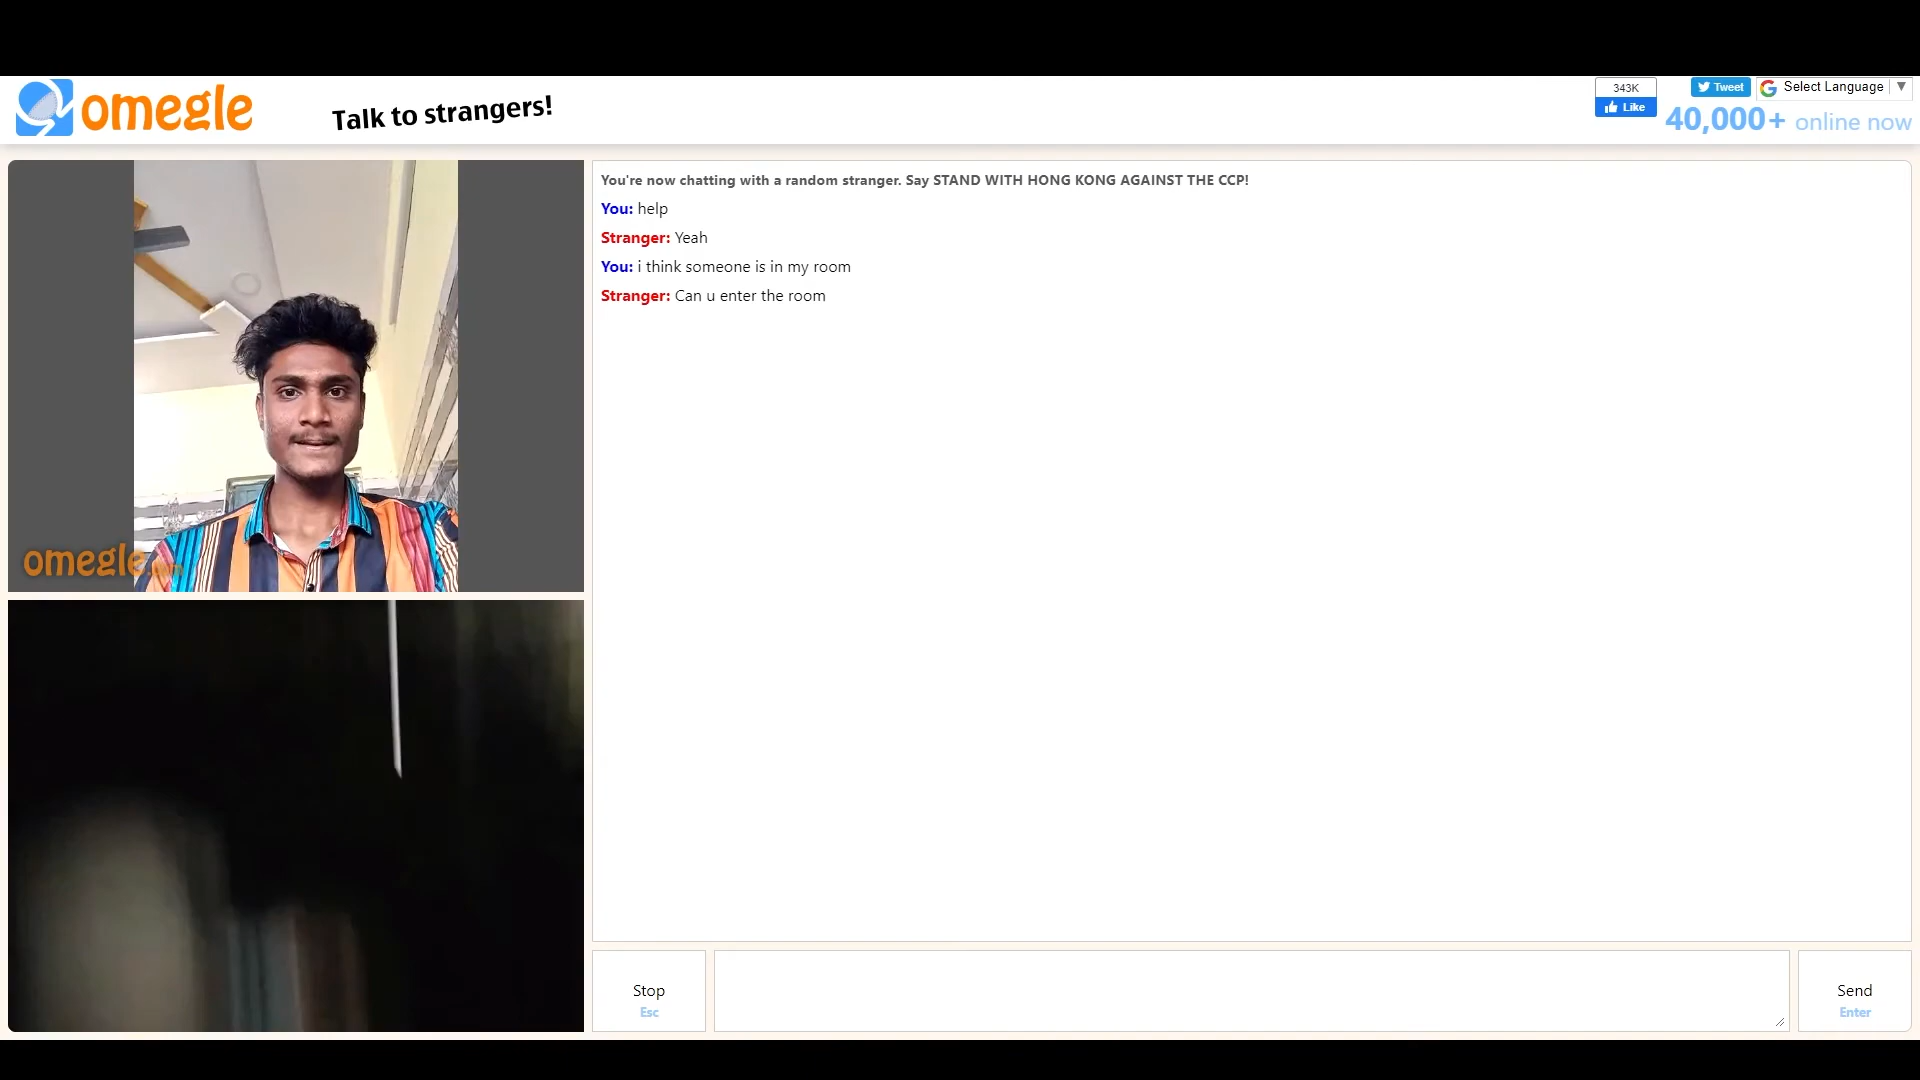 omegle
Talk to strangers!
343K
Like
Tweet
Select Language ▼
40,000+ online now
You're now chatting with a random stranger. Say STAND WITH HONG KONG AGAINST THE CCP!
You: help
Stranger: Yeah
You: i think someone is in my room
Stranger: Can u enter the room
omegle
Stop
Esc
Send
Enter